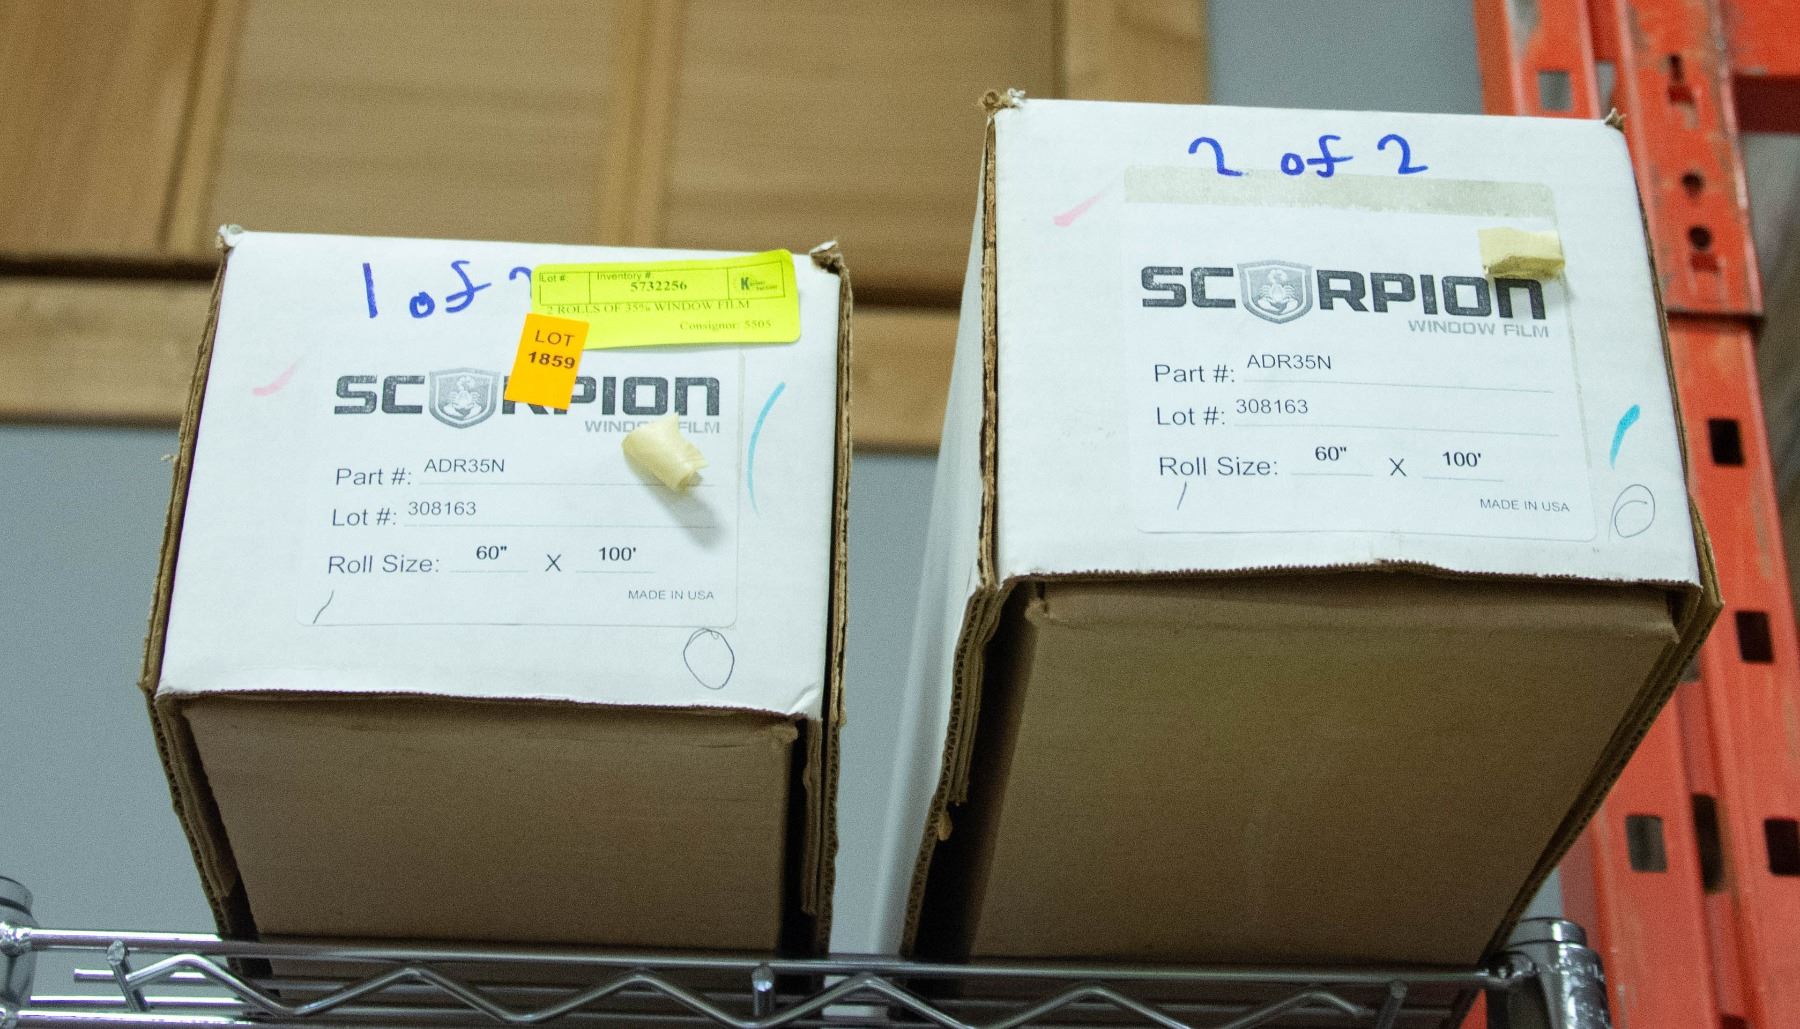 1 of 2
Lot # Inventory #
5732256
2 ROLLS OF 35% WINDOW FILM
Consignor: 5505
LOT
1859
SCORPION
WINDOW FILM
Part #: ADR35N
Lot #: 308163
Roll Size: 60" X 100'
MADE IN USA
2 of 2
SCORPION
WINDOW FILM
Part #: ADR35N
Lot #: 308163
Roll Size: 60" X 100'
MADE IN USA